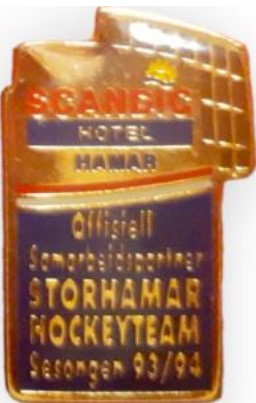 SCANDIC
HOTEL
HAMAR
Offisiell
Samarbeidspartner
STORHAMAR
HOCKEYTEAM
Sesongen 93/94